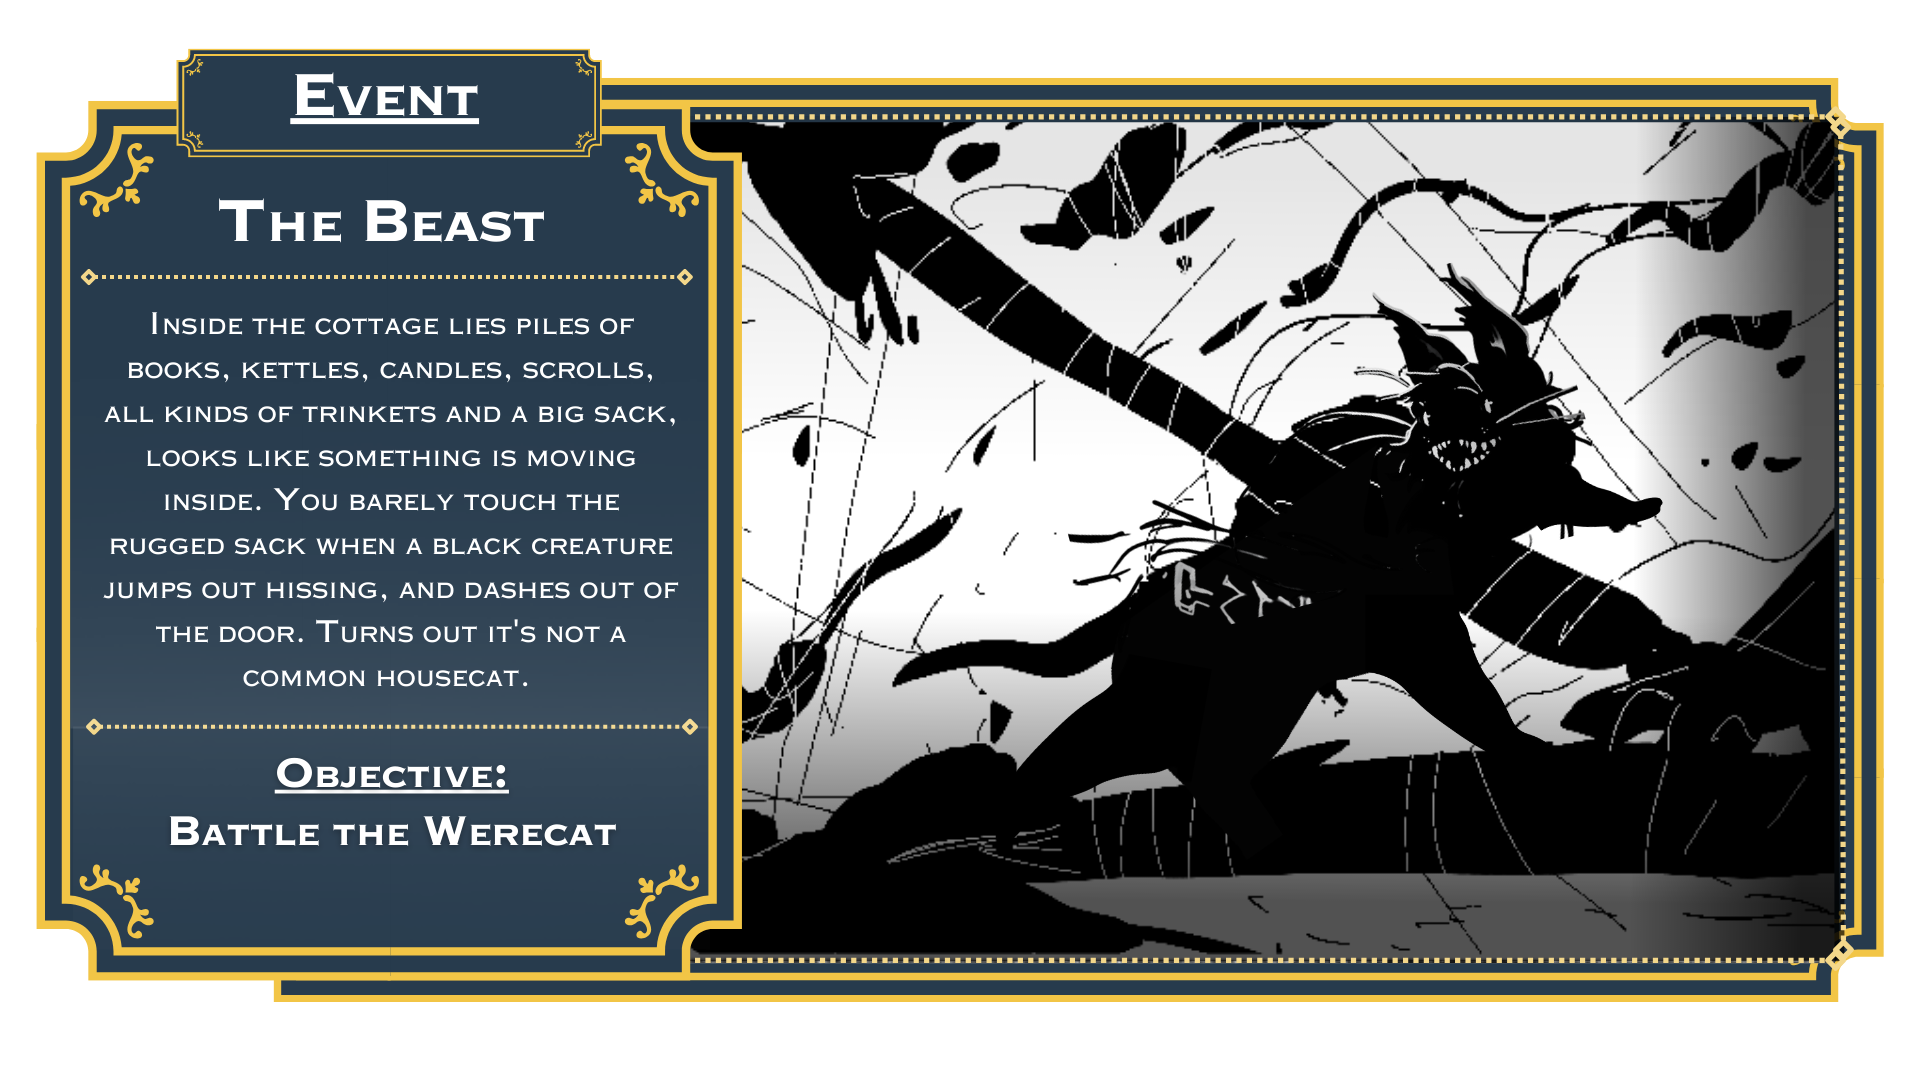 Event
The Beast
Inside the cottage lies piles of
books, kettles, candles, scrolls,
all kinds of trinkets and a big sack,
looks like something is moving
inside. You barely touch the
rugged sack when a black creature
jumps out hissing, and dashes out of
the door. Turns out it's not a
common housecat.
Objective:
Battle the Werecat